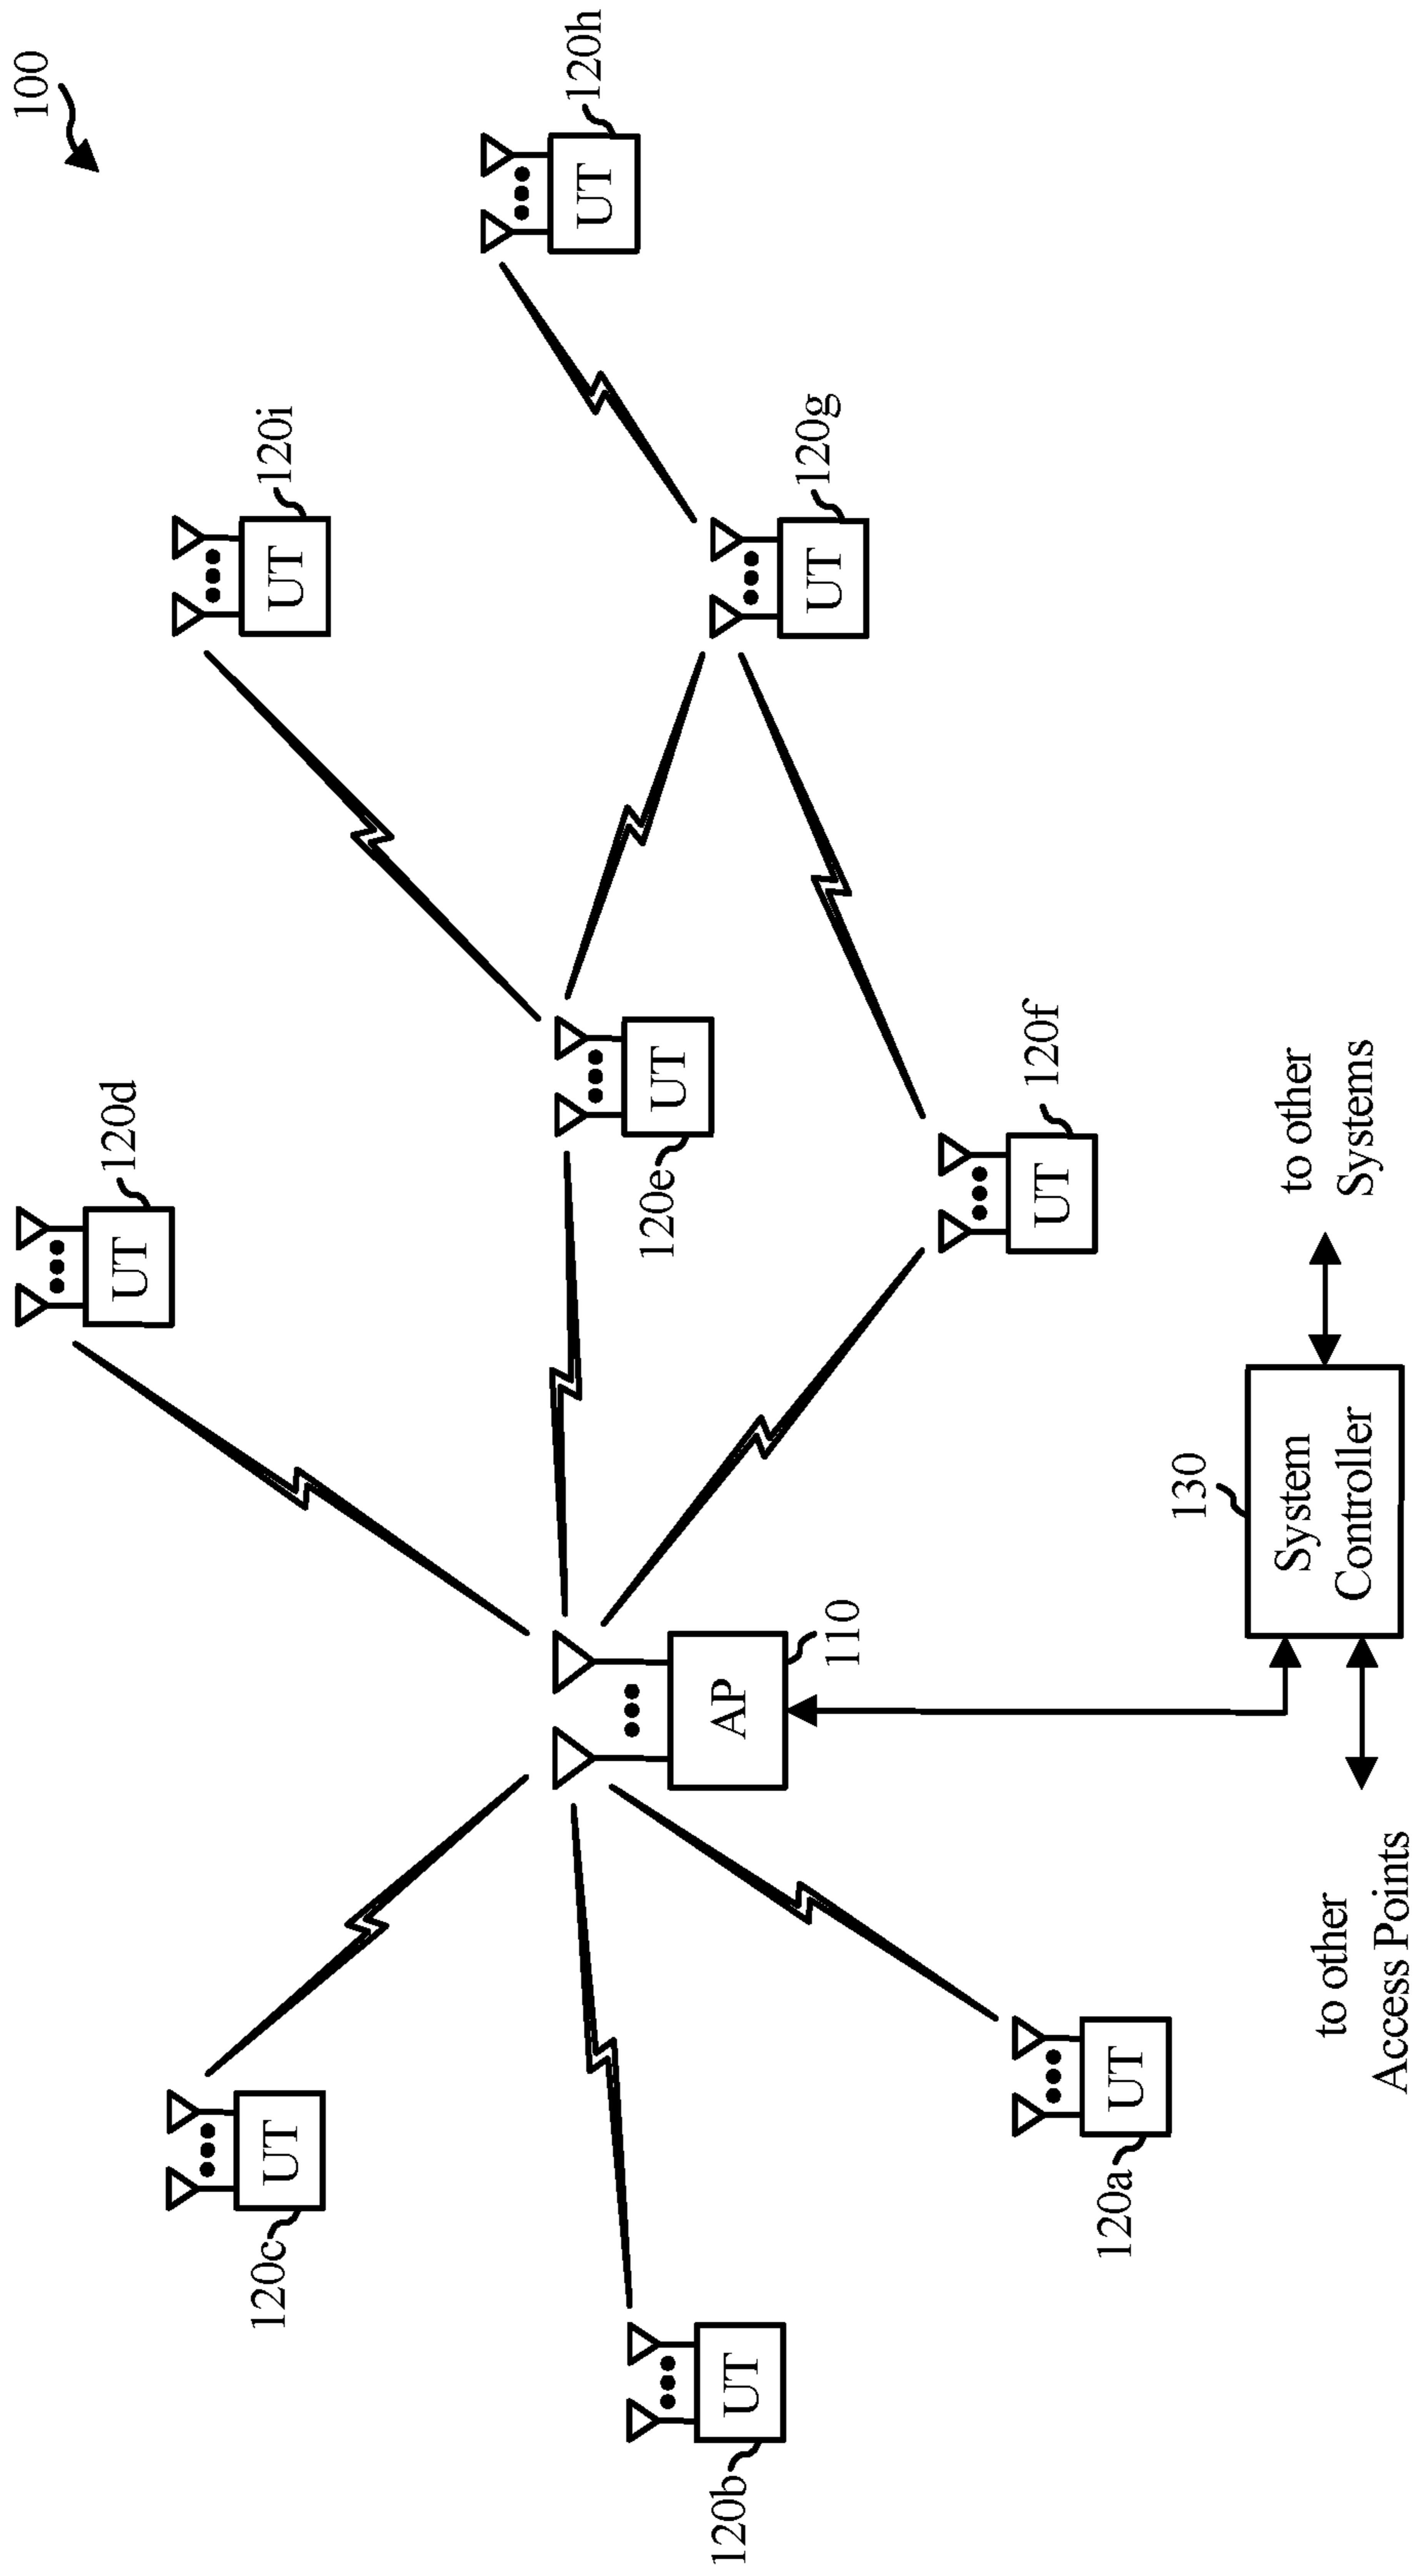 100
UT
120d
UT
120c
UT
120i
UT
120h
UT
120e
UT
120b
AP
110
UT
120g
UT
120f
UT
120a
130
System
Controller
to other
Systems
to other
Access Points